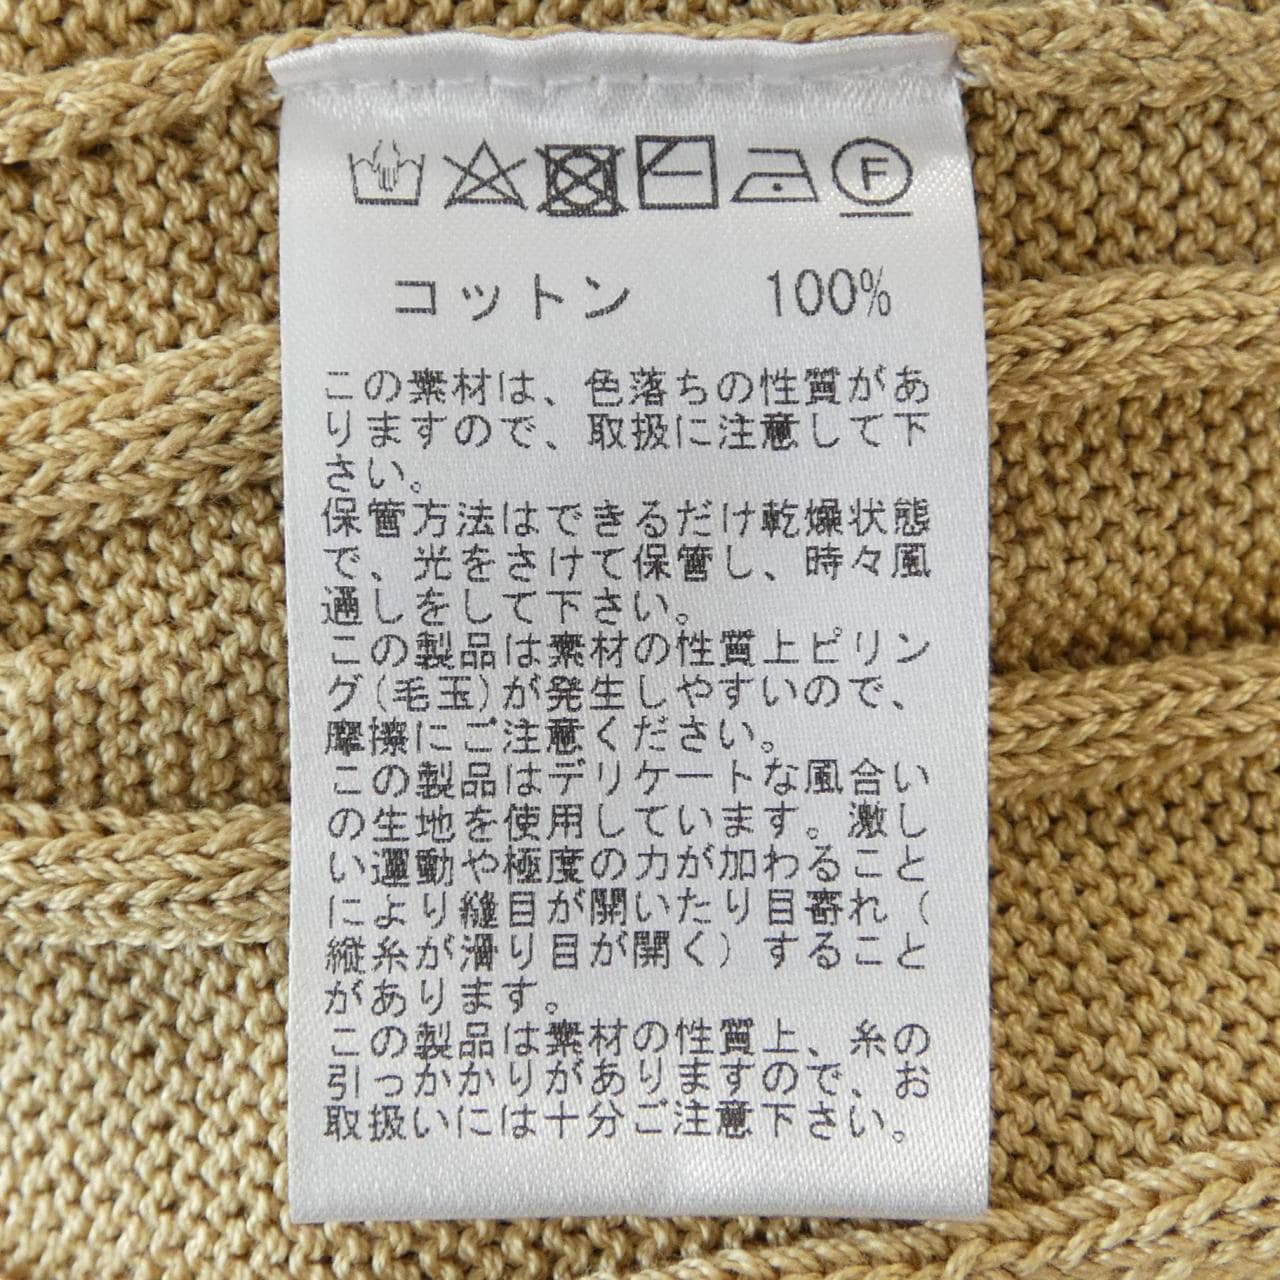 F
コットン 100%
この素材は、色落ちの性質があ
りますので、取扱に注意して下
さい。
保管方法はできるだけ乾燥状態
で、光をさけて保管し、時々風
通しをして下さい。
この製品は素材の性質上ピリン
グ(毛玉)が発生しやすいので、
摩擦にご注意ください。
この製品はデリケートな風合い
の生地を使用しています。激し
い運動や極度の力が加わること
により縫目が開いたり目寄れ(
縦糸が滑り目が開く)すること
があります。
この製品は素材の性質上、糸の
引っかかりがありますので、お
取扱いには十分ご注意下さい。